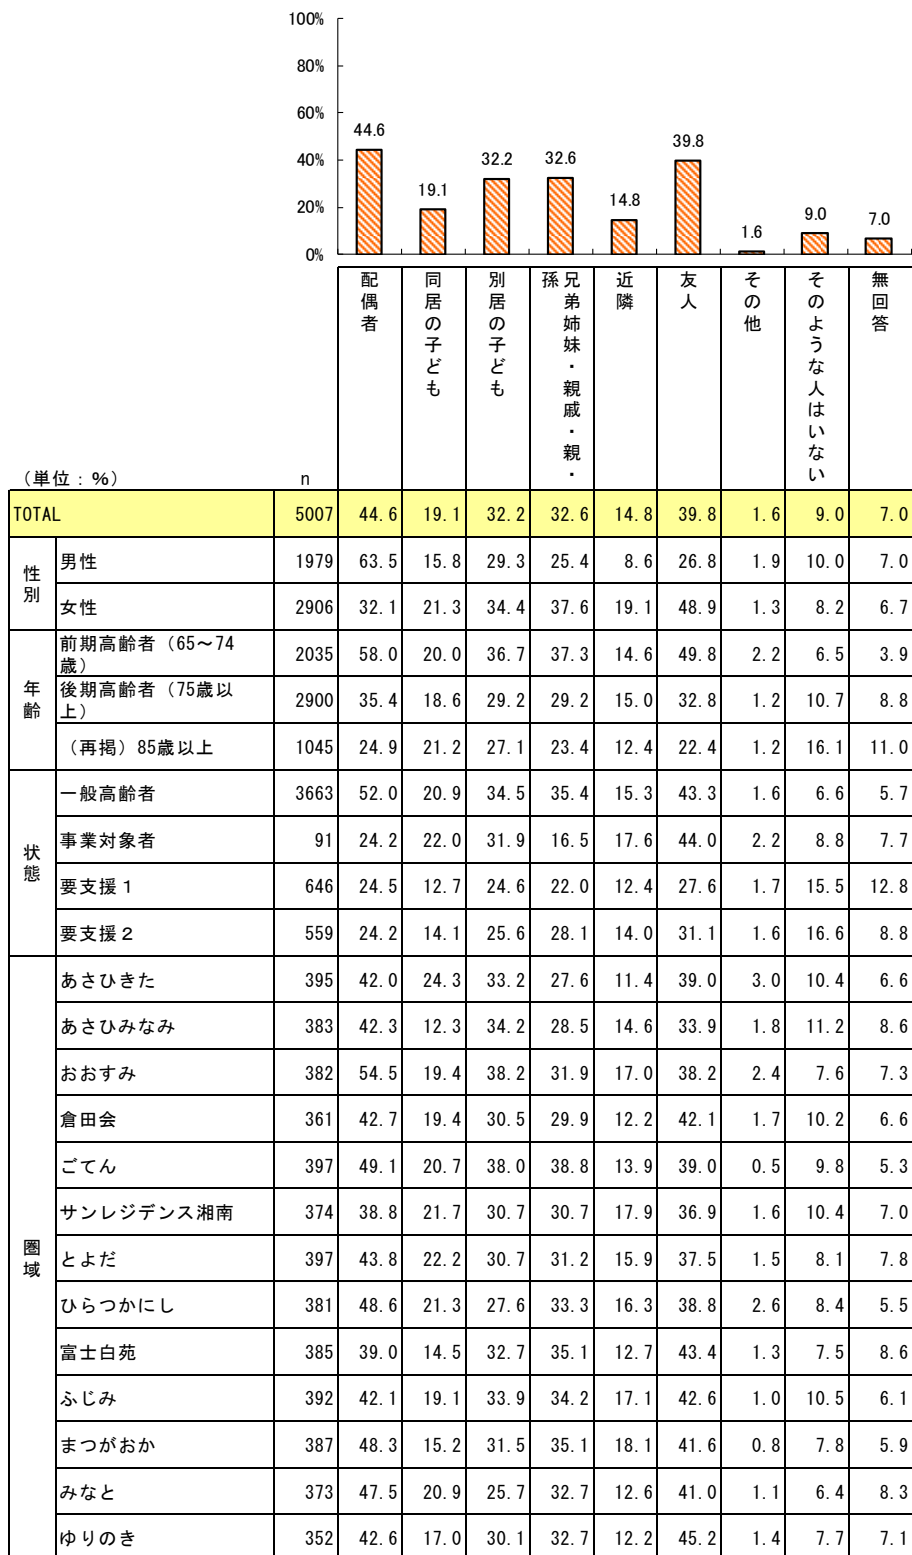 100%
80%
60%
40%
20%
0%
44.6
19.1
32.2
32.6
14.8
39.8
1.6
9.0
7.0
配偶者
同居の子ども
別居の子ども
兄弟姉妹・親戚・親・
孫
近隣
友人
その他
そのような人はいない
無回答
（単位：%） n
TOTAL 5007 44.6 19.1 32.2 32.6 14.8 39.8 1.6 9.0 7.0
性別
男性 1979 63.5 15.8 29.3 25.4 8.6 26.8 1.9 10.0 7.0
女性 2906 32.1 21.3 34.4 37.6 19.1 48.9 1.3 8.2 6.7
年齢
前期高齢者（65～74
歳） 2035 58.0 20.0 36.7 37.3 14.6 49.8 2.2 6.5 3.9
後期高齢者（75歳以
上） 2900 35.4 18.6 29.2 29.2 15.0 32.8 1.2 10.7 8.8
（再掲）85歳以上 1045 24.9 21.2 27.1 23.4 12.4 22.4 1.2 16.1 11.0
状態
一般高齢者 3663 52.0 20.9 34.5 35.4 15.3 43.3 1.6 6.6 5.7
事業対象者 91 24.2 22.0 31.9 16.5 17.6 44.0 2.2 8.8 7.7
要支援１ 646 24.5 12.7 24.6 22.0 12.4 27.6 1.7 15.5 12.8
要支援２ 559 24.2 14.1 25.6 28.1 14.0 31.1 1.6 16.6 8.8
圏域
あさひきた 395 42.0 24.3 33.2 27.6 11.4 39.0 3.0 10.4 6.6
あさひみなみ 383 42.3 12.3 34.2 28.5 14.6 33.9 1.8 11.2 8.6
おおすみ 382 54.5 19.4 38.2 31.9 17.0 38.2 2.4 7.6 7.3
倉田会 361 42.7 19.4 30.5 29.9 12.2 42.1 1.7 10.2 6.6
ごてん 397 49.1 20.7 38.0 38.8 13.9 39.0 0.5 9.8 5.3
サンレジデンス湘南 374 38.8 21.7 30.7 30.7 17.9 36.9 1.6 10.4 7.0
とよだ 397 43.8 22.2 30.7 31.2 15.9 37.5 1.5 8.1 7.8
ひらつかにし 381 48.6 21.3 27.6 33.3 16.3 38.8 2.6 8.4 5.5
富士白苑 385 39.0 14.5 32.7 35.1 12.7 43.4 1.3 7.5 8.6
ふじみ 392 42.1 19.1 33.9 34.2 17.1 42.6 1.0 10.5 6.1
まつがおか 387 48.3 15.2 31.5 35.1 18.1 41.6 0.8 7.8 5.9
みなと 373 47.5 20.9 25.7 32.7 12.6 41.0 1.1 6.4 8.3
ゆりのき 352 42.6 17.0 30.1 32.7 12.2 45.2 1.4 7.7 7.1